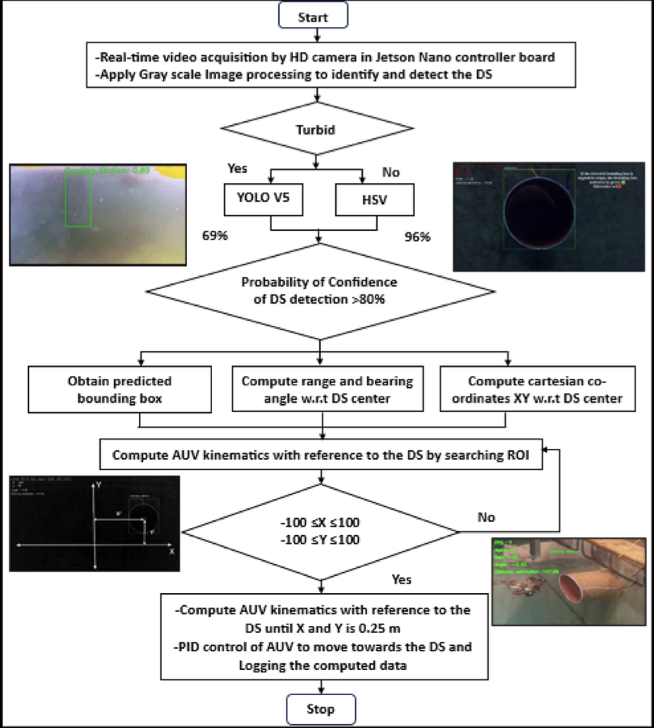 Start
-Real-time video acquisition by HD camera in Jetson Nano controller board
-Apply Gray scale Image processing to identify and detect the DS
Turbid
Yes
No
YOLO V5
HSV
69%
96%
Probability of Confidence
of DS detection >80%
Obtain predicted
bounding box
Compute range and bearing
angle w.r.t DS center
Compute cartesian co-
ordinates XY w.r.t DS center
Compute AUV kinematics with reference to the DS by searching ROI
Y
X
-100 ≤X ≤100
-100 ≤Y ≤100
No
Yes
-Compute AUV kinematics with reference to the
DS until X and Y is 0.25 m
-PID control of AUV to move towards the DS and
Logging the computed data
Stop